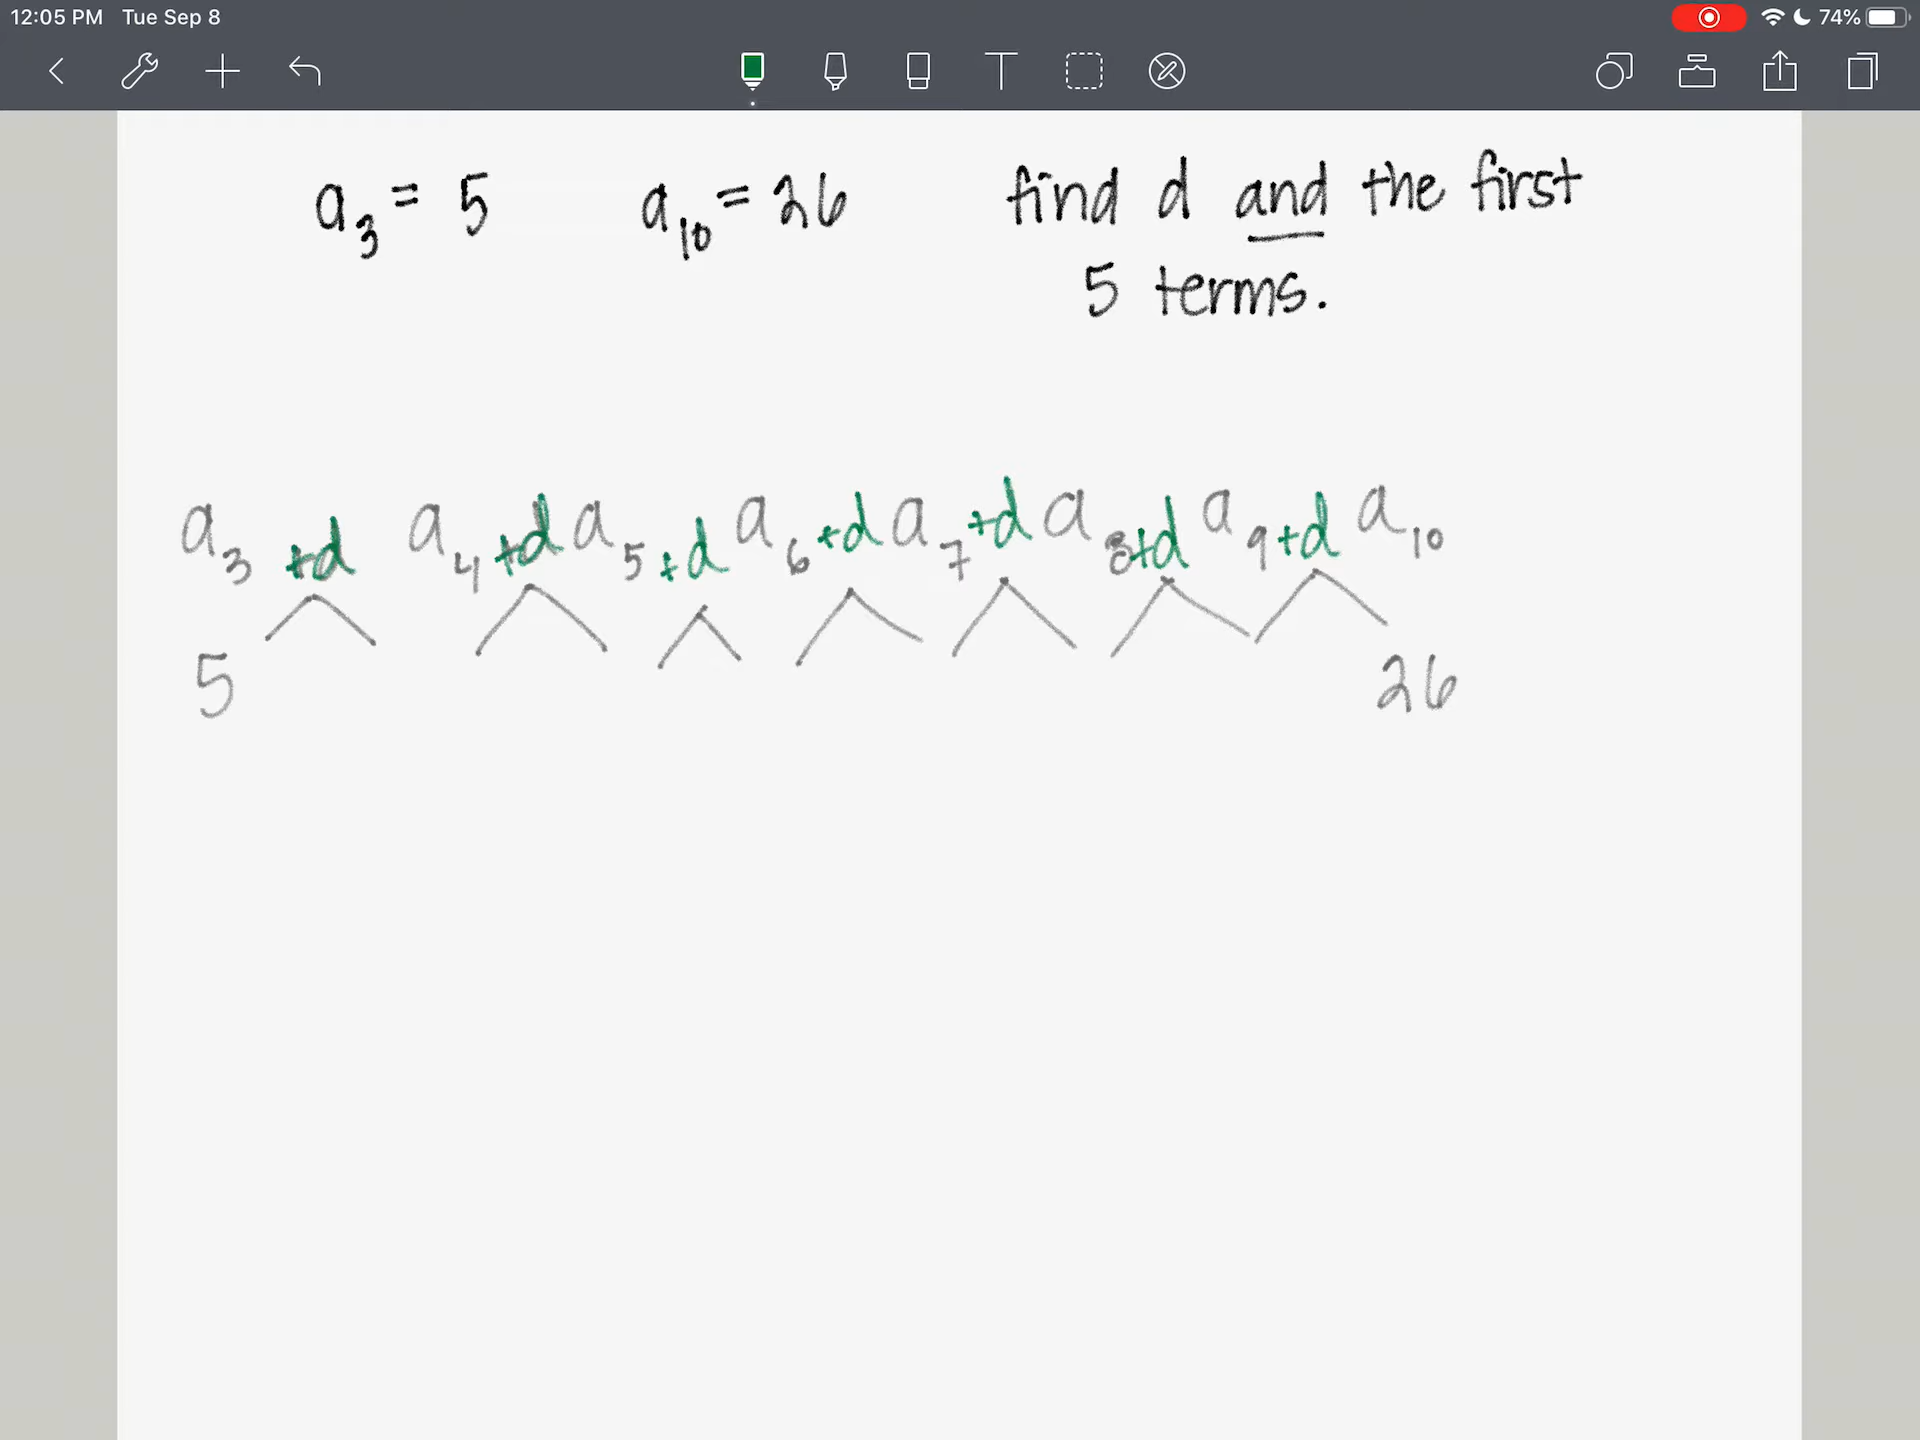 12:05 PM Tue Sep 8 74%
a₃ = 5 a₁₀ = 26 find d and the first
5 terms.
a₃ +d a₄ +d a₅ +d a₆ +d a₇ +d a₈ +d a₉ +d a₁₀
5 26